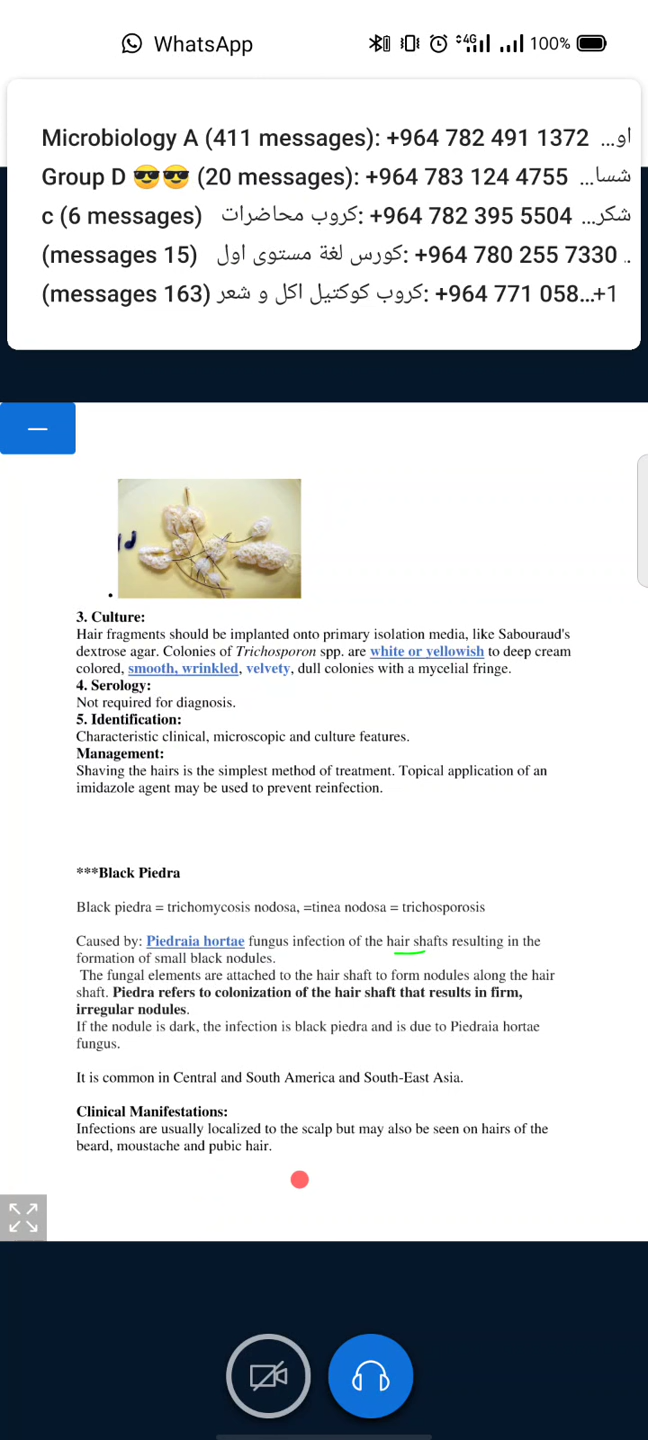 WhatsApp 4G 100%
Microbiology A (411 messages): +964 782 491 1372 ...او
Group D 😎😎 (20 messages): +964 783 124 4755 ...شسا
c (6 messages) كروب محاضرات: +964 782 395 5504 ...شكر
(messages 15) كورس لغة مستوى اول: +964 780 255 7330 ..
(messages 163) كروب كوكتيل اكل و شعر: +964 771 058...+1
3. Culture:
Hair fragments should be implanted onto primary isolation media, like Sabouraud's
dextrose agar. Colonies of Trichosporon spp. are white or yellowish to deep cream
colored, smooth, wrinkled, velvety, dull colonies with a mycelial fringe.
4. Serology:
Not required for diagnosis.
5. Identification:
Characteristic clinical, microscopic and culture features.
Management:
Shaving the hairs is the simplest method of treatment. Topical application of an
imidazole agent may be used to prevent reinfection.
***Black Piedra
Black piedra = trichomycosis nodosa, =tinea nodosa = trichosporosis
Caused by: Piedraia hortae fungus infection of the hair shafts resulting in the
formation of small black nodules.
The fungal elements are attached to the hair shaft to form nodules along the hair
shaft. Piedra refers to colonization of the hair shaft that results in firm,
irregular nodules.
If the nodule is dark, the infection is black piedra and is due to Piedraia hortae
fungus.
It is common in Central and South America and South-East Asia.
Clinical Manifestations:
Infections are usually localized to the scalp but may also be seen on hairs of the
beard, moustache and pubic hair.